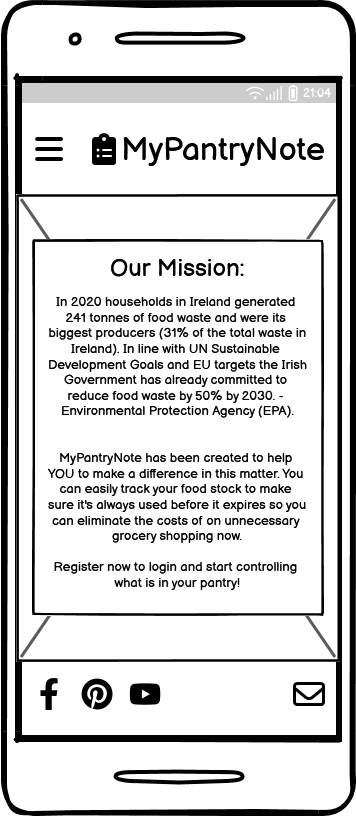 21:04
MyPantryNote
Our Mission:
In 2020 households in Ireland generated
241 tonnes of food waste and were its
biggest producers (31% of the total waste in
Ireland). In line with UN Sustainable
Development Goals and EU targets the Irish
Government has already committed to
reduce food waste by 50% by 2030. -
Environmental Protection Agency (EPA).
MyPantryNote has been created to help
YOU to make a difference in this matter. You
can easily track your food stock to make
sure it's always used before it expires so you
can eliminate the costs of on unnecessary
grocery shopping now.
Register now to login and start controlling
what is in your pantry!